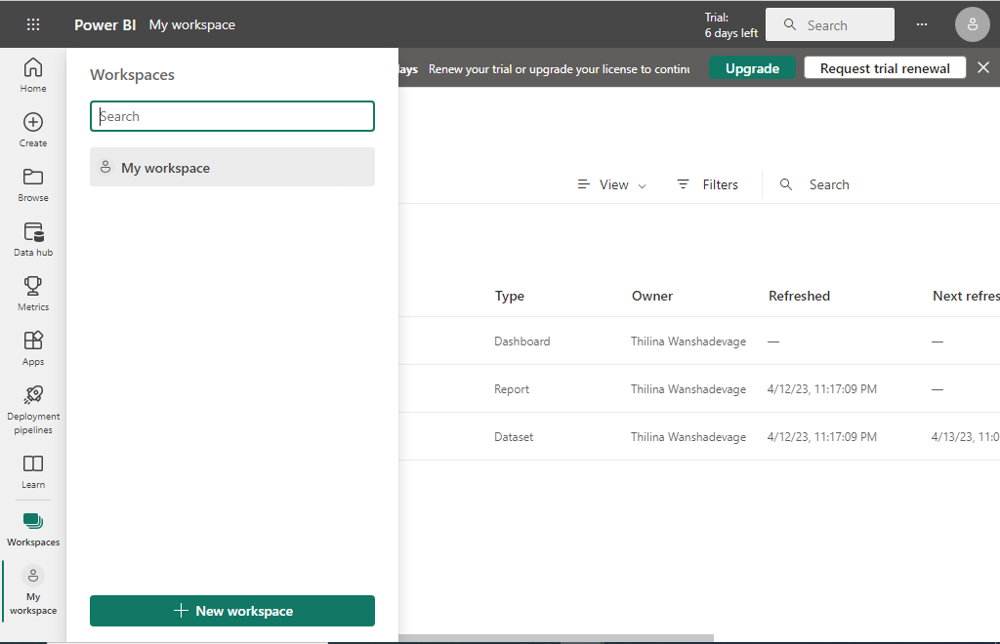 Power BI My workspace
Trial:
6 days left
Search
Home
Create
Browse
Data hub
Metrics
Apps
Deployment
pipelines
Learn
Workspaces
My
workspace
Workspaces
Search
My workspace
New workspace
days Renew your trial or upgrade your license to continu
Upgrade
Request trial renewal
View
Filters
Search
Type Owner Refreshed Next refres
Dashboard Thilina Wanshadevage — —
Report Thilina Wanshadevage 4/12/23, 11:17:09 PM —
Dataset Thilina Wanshadevage 4/12/23, 11:17:09 PM 4/13/23, 11:0